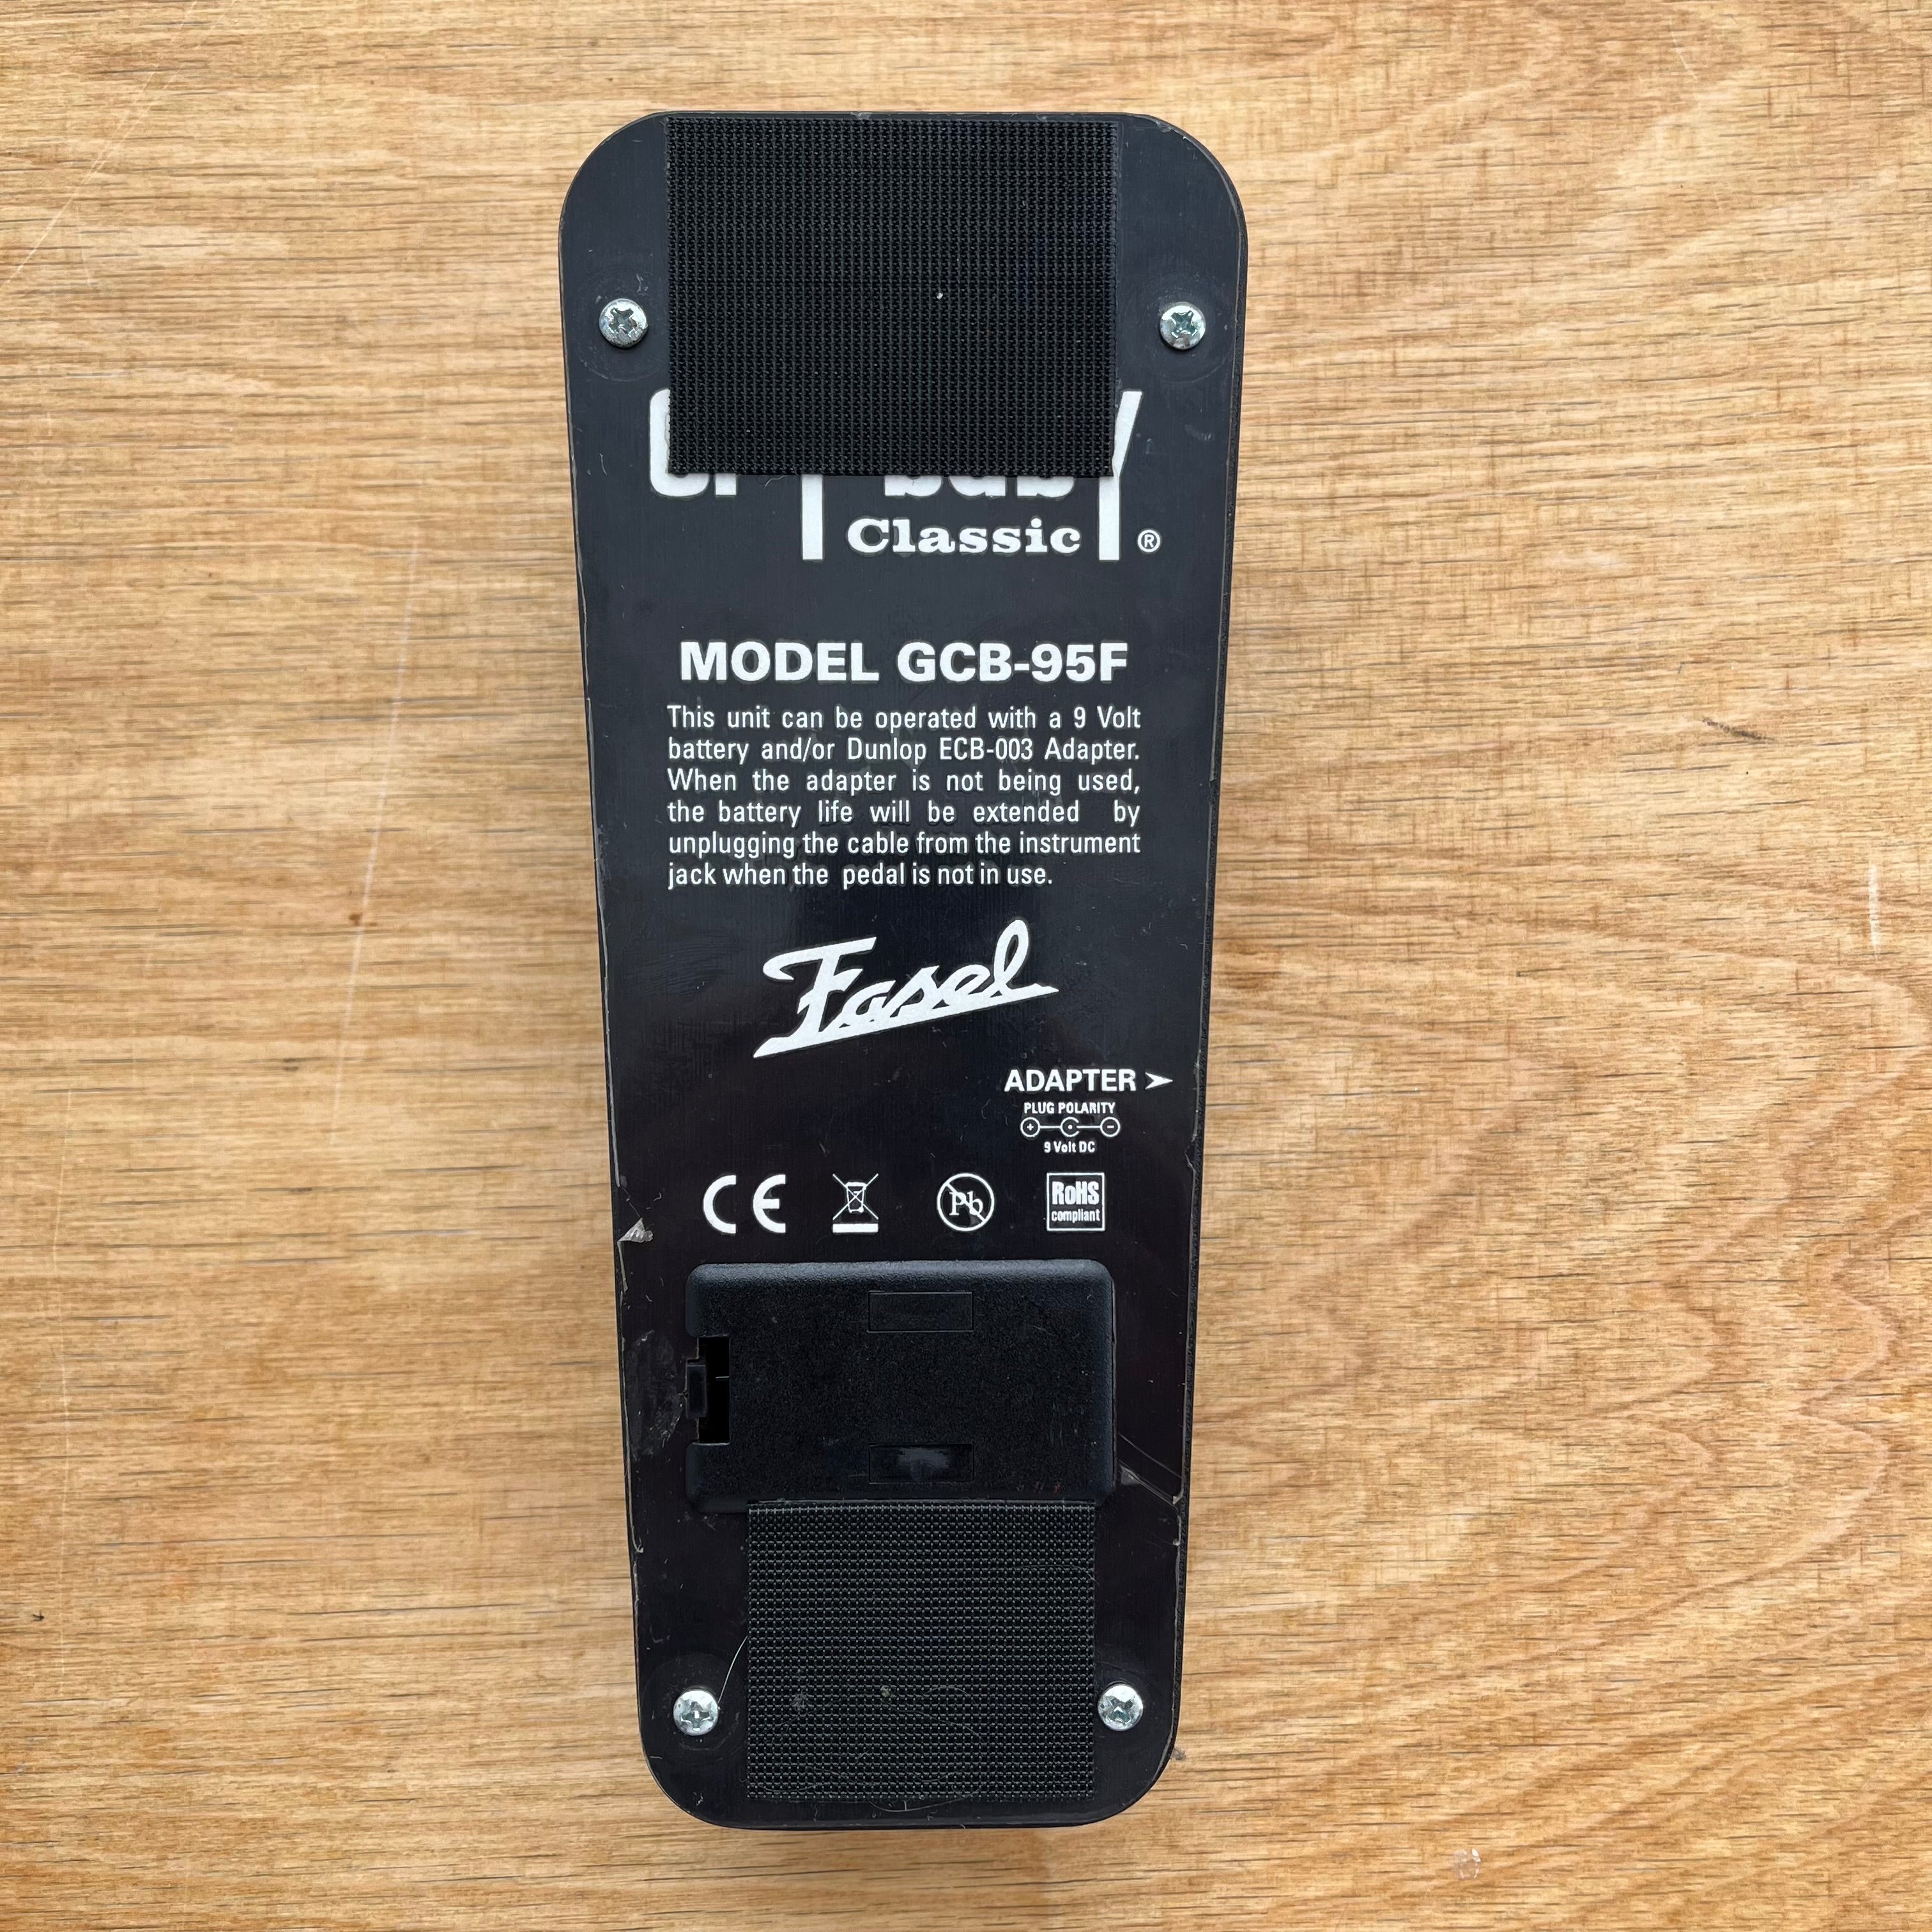 Crybaby
Classic ®
MODEL GCB-95F
This unit can be operated with a 9 Volt
battery and/or Dunlop ECB-003 Adapter.
When the adapter is not being used,
the battery life will be extended by
unplugging the cable from the instrument
jack when the pedal is not in use.
Fasel
ADAPTER ➤
PLUG POLARITY
+ C -
9 Volt DC
CE
Pb
RoHS
compliant